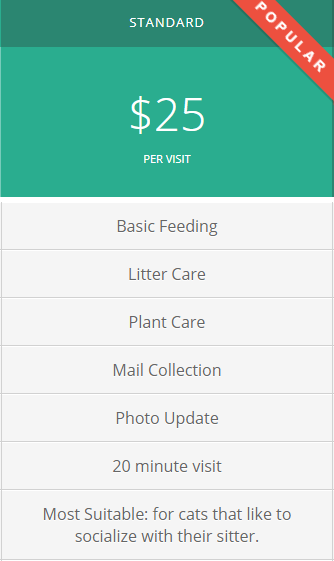 STANDARD
POPULAR
$25
PER VISIT
Basic Feeding
Litter Care
Plant Care
Mail Collection
Photo Update
20 minute visit
Most Suitable: for cats that like to
socialize with their sitter.